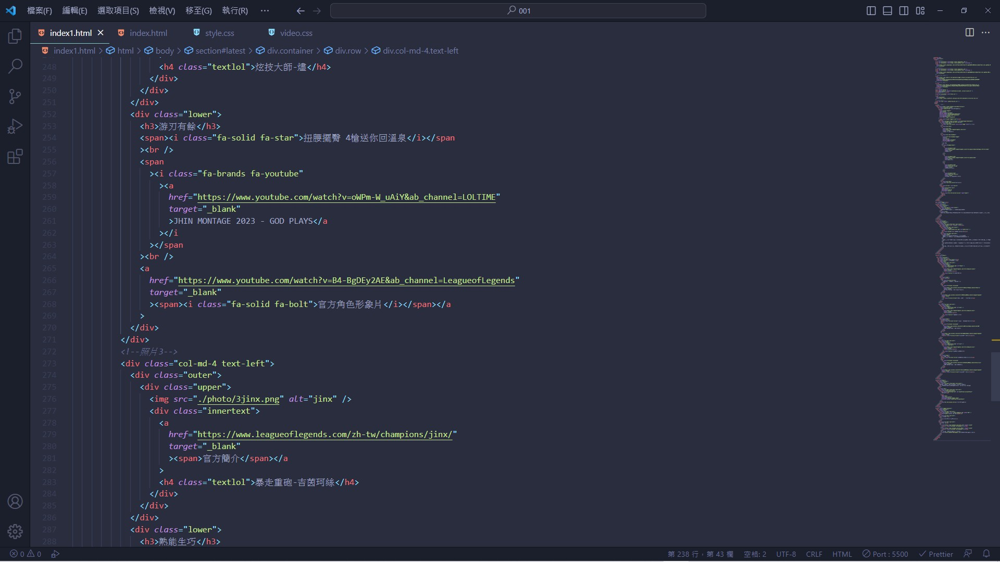 檔案(F) 編輯(E) 選取項目(S) 檢視(V) 移至(G) 執行(R) ··· 001
index1.html index.html style.css video.css
index1.html > html > body > section#latest > div.container > div.row > div.col-md-4.text-left
248 <h4 class="textlol">炫技大師-燼</h4>
249 </div>
250 </div>
251 </div>
252 <div class="lower">
253 <h3>游刃有餘</h3>
254 <span><i class="fa-solid fa-star">扭腰擺臀 4槍送你回溫泉</i></span
255 ><br />
256 <span
257 ><i class="fa-brands fa-youtube"
258 ><a
259 href="https://www.youtube.com/watch?v=oWPm-W_uAiY&ab_channel=LOLTIME"
260 target="_blank"
261 >JHIN MONTAGE 2023 - GOD PLAYS</a
262 ></i
263 ></span
264 ><br />
265 <a
266 href="https://www.youtube.com/watch?v=B4-BgDEy2AE&ab_channel=LeagueofLegends"
267 target="_blank"
268 ><span><i class="fa-solid fa-bolt">官方角色形象片</i></span></a
269 >
270 </div>
271 </div>
272 <!--照片3-->
273 <div class="col-md-4 text-left">
274 <div class="outer">
275 <div class="upper">
276 <img src="./photo/3jinx.png" alt="jinx" />
277 <div class="innertext">
278 <a
279 href="https://www.leagueoflegends.com/zh-tw/champions/jinx/"
280 target="_blank"
281 ><span>官方簡介</span></a
282 >
283 <h4 class="textlol">暴走重砲-吉茵珂絲</h4>
284 </div>
285 </div>
286 </div>
287 <div class="lower">
288 <h3>熟能生巧</h3>
0 0 第 238 行，第 43 欄 空格: 2 UTF-8 CRLF HTML Port : 5500 Prettier